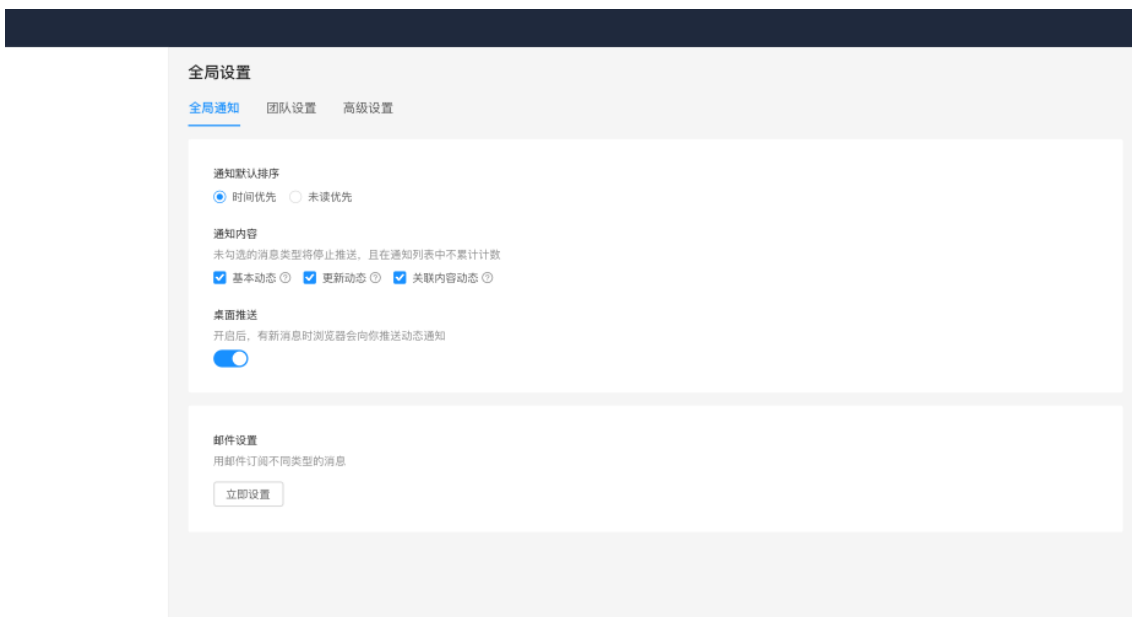 全局设置
全局通知 团队设置 高级设置
通知默认排序
时间优先 未读优先
通知内容
未勾选的消息类型将停止推送，且在通知列表中不累计计数
基本动态 ? 更新动态 ? 关联内容动态 ?
桌面推送
开启后，有新消息时浏览器会向你推送动态通知
邮件设置
用邮件订阅不同类型的消息
立即设置